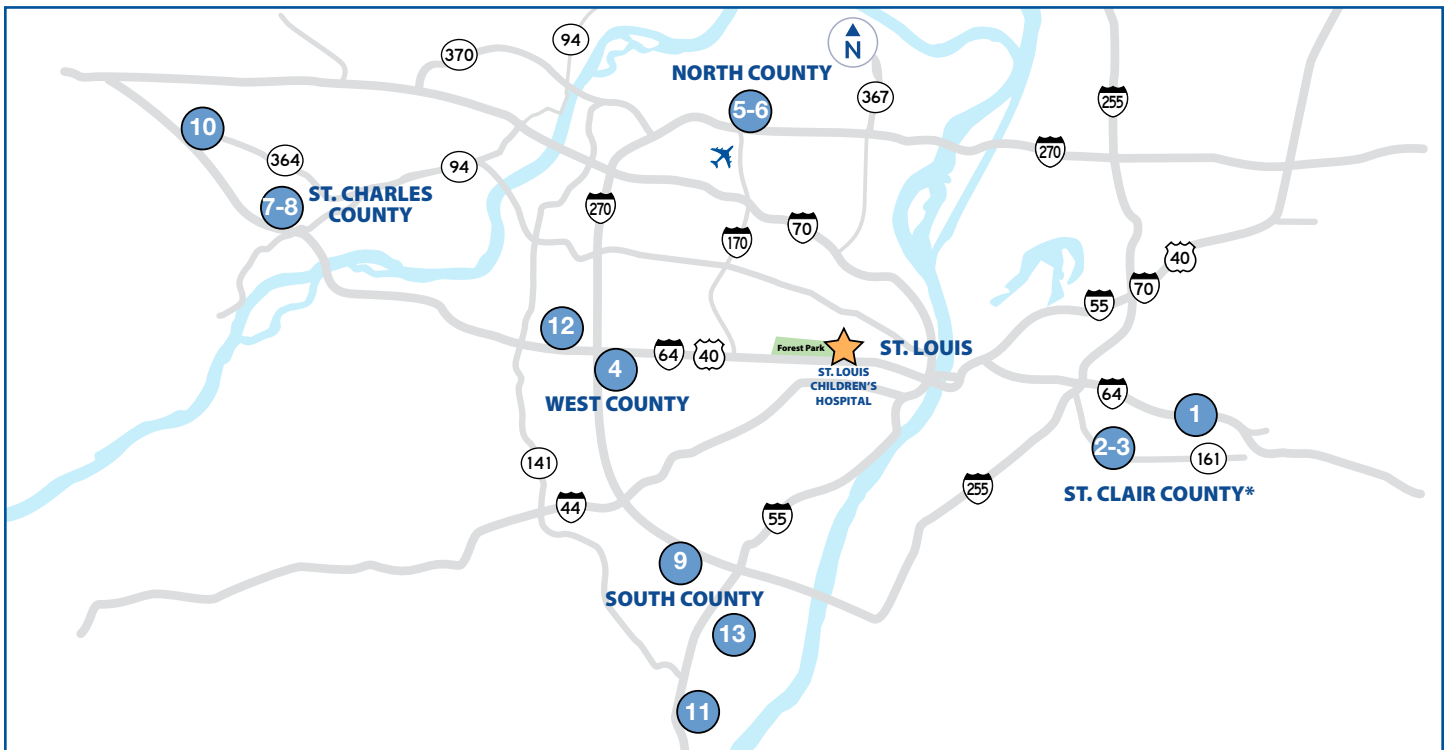 94
370
N
NORTH COUNTY
5-6
367
255
10
364
94
270
270
7-8
ST. CHARLES
COUNTY
70
170
40
70
55
12
64
40
Forest Park
ST. LOUIS
4
ST. LOUIS
CHILDREN'S
HOSPITAL
WEST COUNTY
64
1
2-3
161
141
255
ST. CLAIR COUNTY*
44
55
9
SOUTH COUNTY
13
11